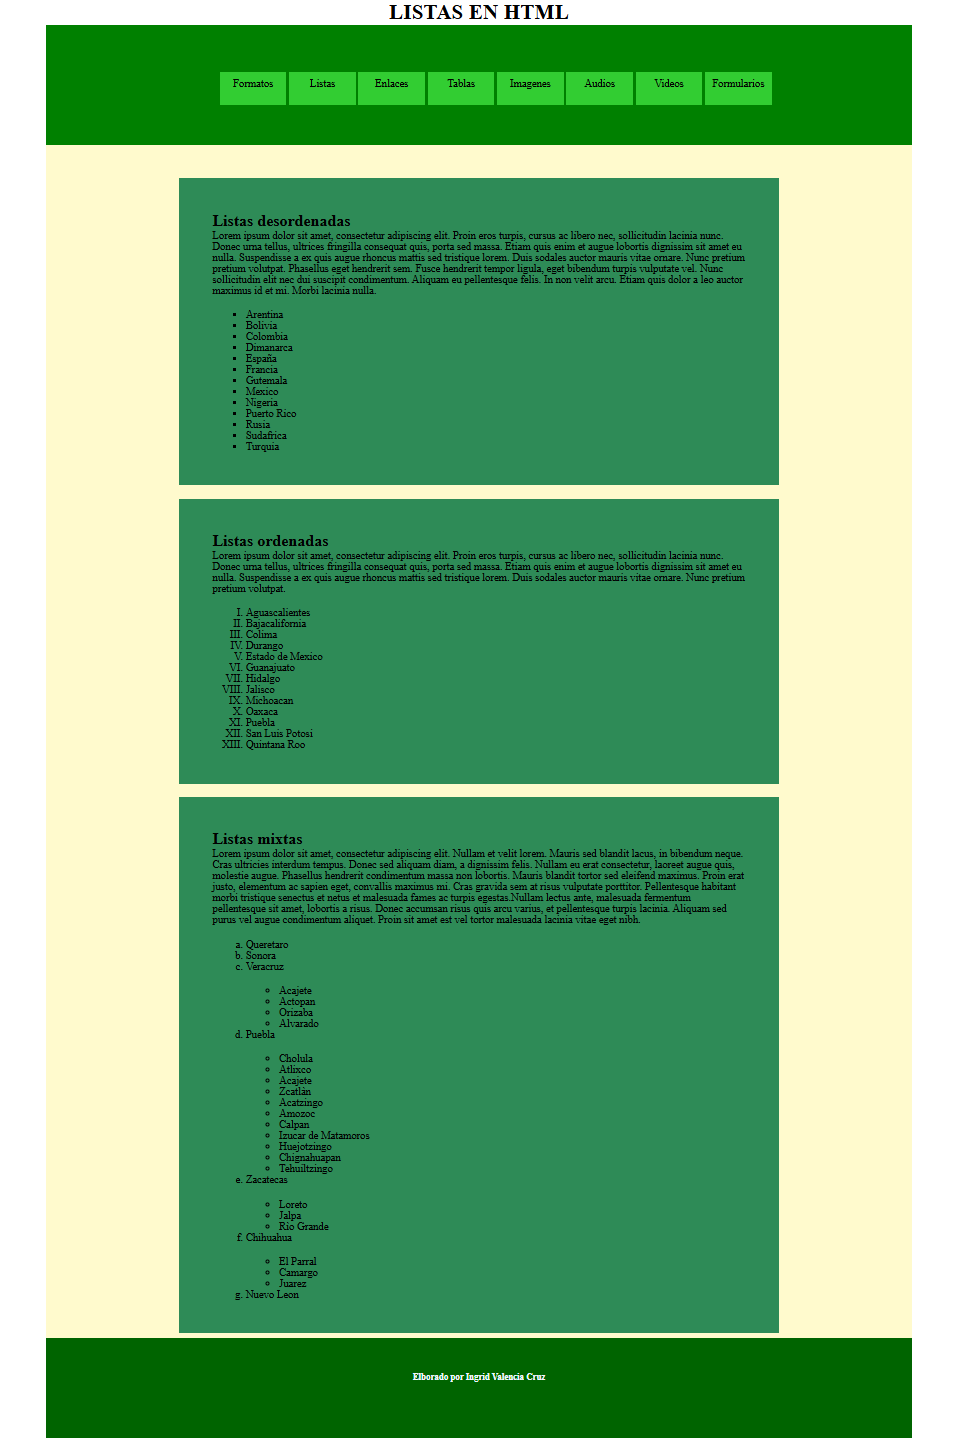 LISTAS EN HTML
Formatos Listas Enlaces Tablas Imagenes Audios Videos Formularios
Listas desordenadas
Lorem ipsum dolor sit amet, consectetur adipiscing elit. Proin eros turpis, cursus ac libero nec, sollicitudin lacinia nunc.
Donec urna tellus, ultrices fringilla consequat quis, porta sed massa. Etiam quis enim et augue lobortis dignissim sit amet eu
nulla. Suspendisse a ex quis augue rhoncus mattis sed tristique lorem. Duis sodales auctor mauris vitae ornare. Nunc pretium
pretium volutpat. Phasellus eget hendrerit sem. Fusce hendrerit tempor ligula, eget bibendum turpis vulputate vel. Nunc
sollicitudin elit nec dui suscipit condimentum. Aliquam eu pellentesque felis. In non velit arcu. Etiam quis dolor a leo auctor
maximus id et mi. Morbi lacinia nulla.
▪ Arentina
▪ Bolivia
▪ Colombia
▪ Dimanarca
▪ España
▪ Francia
▪ Gutemala
▪ Mexico
▪ Nigeria
▪ Puerto Rico
▪ Rusia
▪ Sudafrica
▪ Turquia
Listas ordenadas
Lorem ipsum dolor sit amet, consectetur adipiscing elit. Proin eros turpis, cursus ac libero nec, sollicitudin lacinia nunc.
Donec urna tellus, ultrices fringilla consequat quis, porta sed massa. Etiam quis enim et augue lobortis dignissim sit amet eu
nulla. Suspendisse a ex quis augue rhoncus mattis sed tristique lorem. Duis sodales auctor mauris vitae ornare. Nunc pretium
pretium volutpat.
I. Aguascalientes
II. Bajacalifornia
III. Colima
IV. Durango
V. Estado de Mexico
VI. Guanajuato
VII. Hidalgo
VIII. Jalisco
IX. Michoacan
X. Oaxaca
XI. Puebla
XII. San Luis Potosi
XIII. Quintana Roo
Listas mixtas
Lorem ipsum dolor sit amet, consectetur adipiscing elit. Nullam et velit lorem. Mauris sed blandit lacus, in bibendum neque.
Cras ultricies interdum tempus. Donec sed aliquam diam, a dignissim felis. Nullam eu erat consectetur, laoreet augue quis,
molestie augue. Phasellus hendrerit condimentum massa non lobortis. Mauris blandit tortor sed eleifend maximus. Proin erat
justo, elementum ac sapien eget, convallis maximus mi. Cras gravida sem at risus vulputate porttitor. Pellentesque habitant
morbi tristique senectus et netus et malesuada fames ac turpis egestas.Nullam lectus ante, malesuada fermentum
pellentesque sit amet, lobortis a risus. Donec accumsan risus quis arcu varius, et pellentesque turpis lacinia. Aliquam sed
purus vel augue condimentum aliquet. Proin sit amet est vel tortor malesuada lacinia vitae eget nibh.
a. Queretaro
b. Sonora
c. Veracruz
◦ Acajete
◦ Actopan
◦ Orizaba
◦ Alvarado
d. Puebla
◦ Cholula
◦ Atlixco
◦ Acajete
◦ Zcatlán
◦ Acatzingo
◦ Amozoc
◦ Calpan
◦ Izucar de Matamoros
◦ Huejotzingo
◦ Chignahuapan
◦ Tehuiltzingo
e. Zacatecas
◦ Loreto
◦ Jalpa
◦ Río Grande
f. Chihuahua
◦ El Parral
◦ Camargo
◦ Juarez
g. Nuevo Leon
Elborado por Ingrid Valencia Cruz